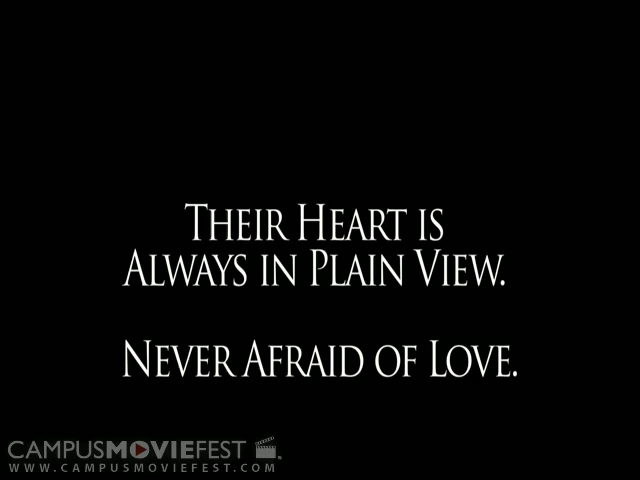 THEIR HEART IS
ALWAYS IN PLAIN VIEW.
NEVER AFRAID OF LOVE.
CAMPUSMOVIEFEST
WWW.CAMPUSMOVIEFEST.COM